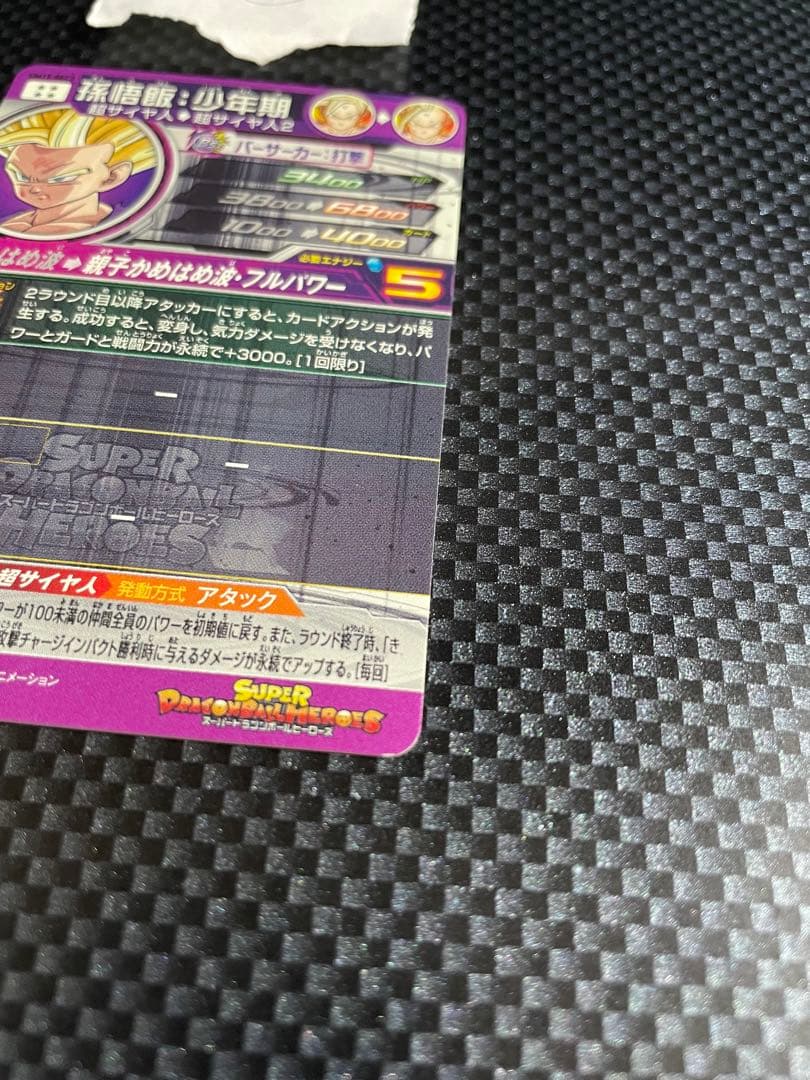 孫悟飯:少年期
超サイヤ人 超サイヤ人2
バーサーカー:打撃
3400
3800 6800
1000 4000 ガード
必要エナジー
はめ波 親子かめはめ波・フルパワー 5
2ラウンド目以降アタッカーにすると、カードアクションが発
生する。成功すると、変身し、気力ダメージを受けなくなり、パ
ワーとガードと戦闘力が永続で+3000。[1回限り]
SUPER
DRAGONBALL
スーパードラゴンボールヒーローズ
HEROES
超サイヤ人 発動方式 アタック
ワーが100未満の仲間全員のパワーを初期値に戻す。また、ラウンド終了時、「き
攻撃チャージインパクト勝利時に与えるダメージが永続でアップする。[毎回]
ニメーション
SUPER
DRAGONBALL HEROES
スーパードラゴンボールヒーローズ